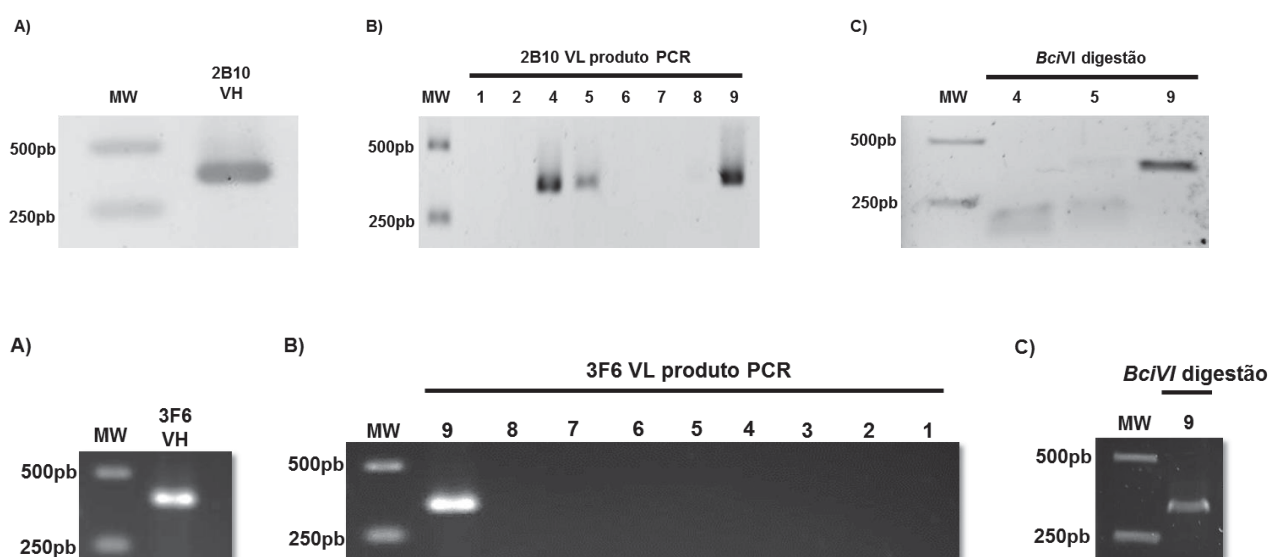 A)
2B10
VH
MW
500pb
250pb
B)
2B10 VL produto PCR
MW 1 2 4 5 6 7 8 9
500pb
250pb
C)
BciVI digestão
MW 4 5 9
500pb
250pb
A)
3F6
VH
MW
500pb
250pb
B)
3F6 VL produto PCR
MW 9 8 7 6 5 4 3 2 1
500pb
250pb
C)
BciVI digestão
MW 9
500pb
250pb